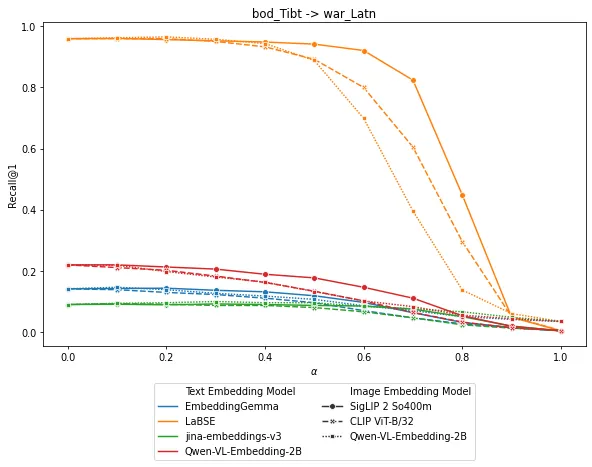 bod_Tibt -> war_Latn
Recall@1
1.0
0.8
0.6
0.4
0.2
0.0
0.0 0.2 0.4 0.6 0.8 1.0
α
Text Embedding Model Image Embedding Model
EmbeddingGemma SigLIP 2 So400m
LaBSE CLIP ViT-B/32
jina-embeddings-v3 Qwen-VL-Embedding-2B
Qwen-VL-Embedding-2B